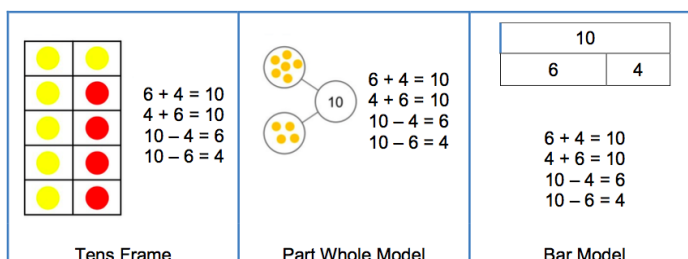 6 + 4 = 10
4 + 6 = 10
10 – 4 = 6
10 – 6 = 4
Tens Frame
10
6 + 4 = 10
4 + 6 = 10
10 – 4 = 6
10 – 6 = 4
Part Whole Model
10
6 4
6 + 4 = 10
4 + 6 = 10
10 – 4 = 6
10 – 6 = 4
Bar Model